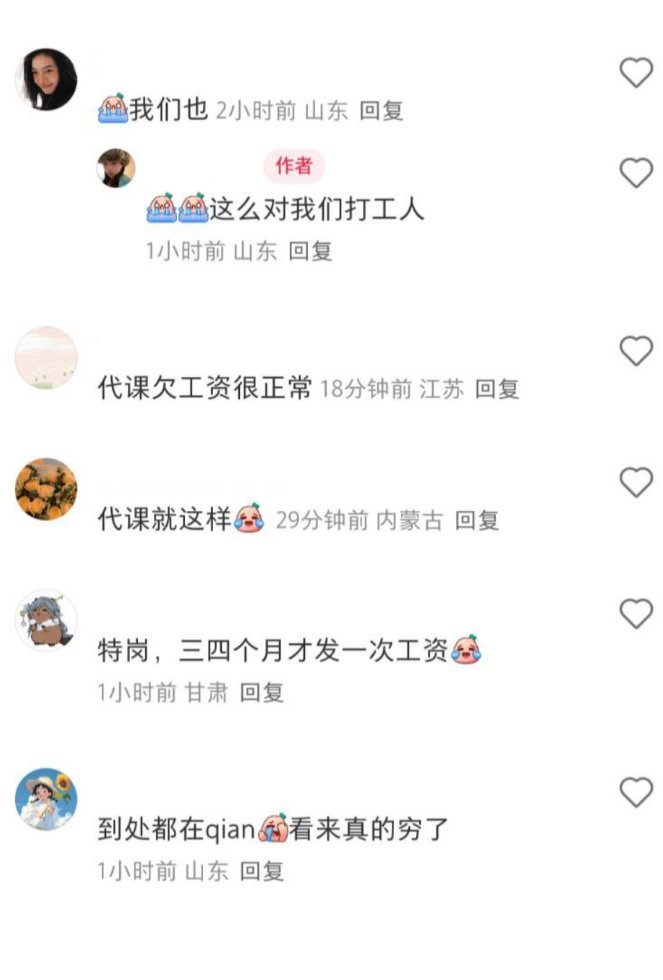 我们也 2小时前 山东 回复
作者
这么对我们打工人
1小时前 山东 回复
代课欠工资很正常 18分钟前 江苏 回复
代课就这样 29分钟前 内蒙古 回复
特岗，三四个月才发一次工资
1小时前 甘肃 回复
到处都在qian看来真的穷了
1小时前 山东 回复